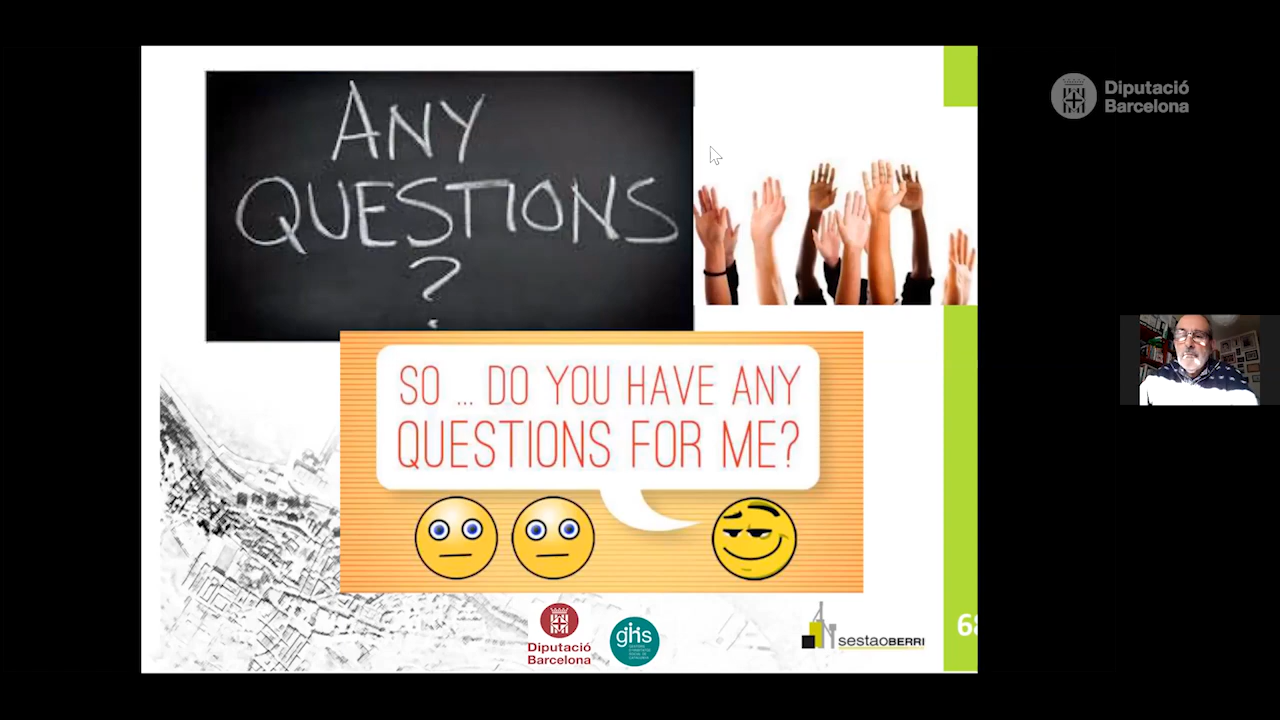 ANY
QUESTIONS
?
Diputació
Barcelona
SO ... DO YOU HAVE ANY
QUESTIONS FOR ME?
Diputació
Barcelona
ghs
sestaoBERRI